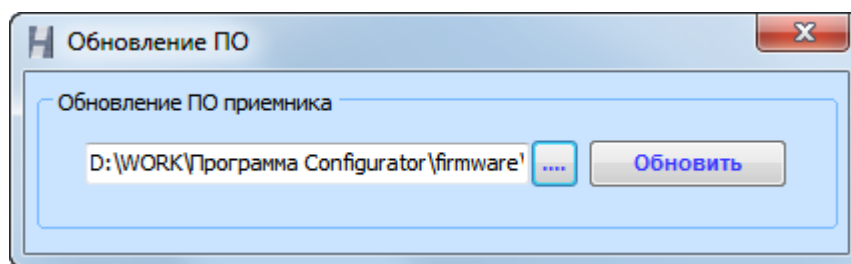 Обновление ПО
Обновление ПО приемника
D:\WORK\Программа Configurator\firmware\ .... Обновить